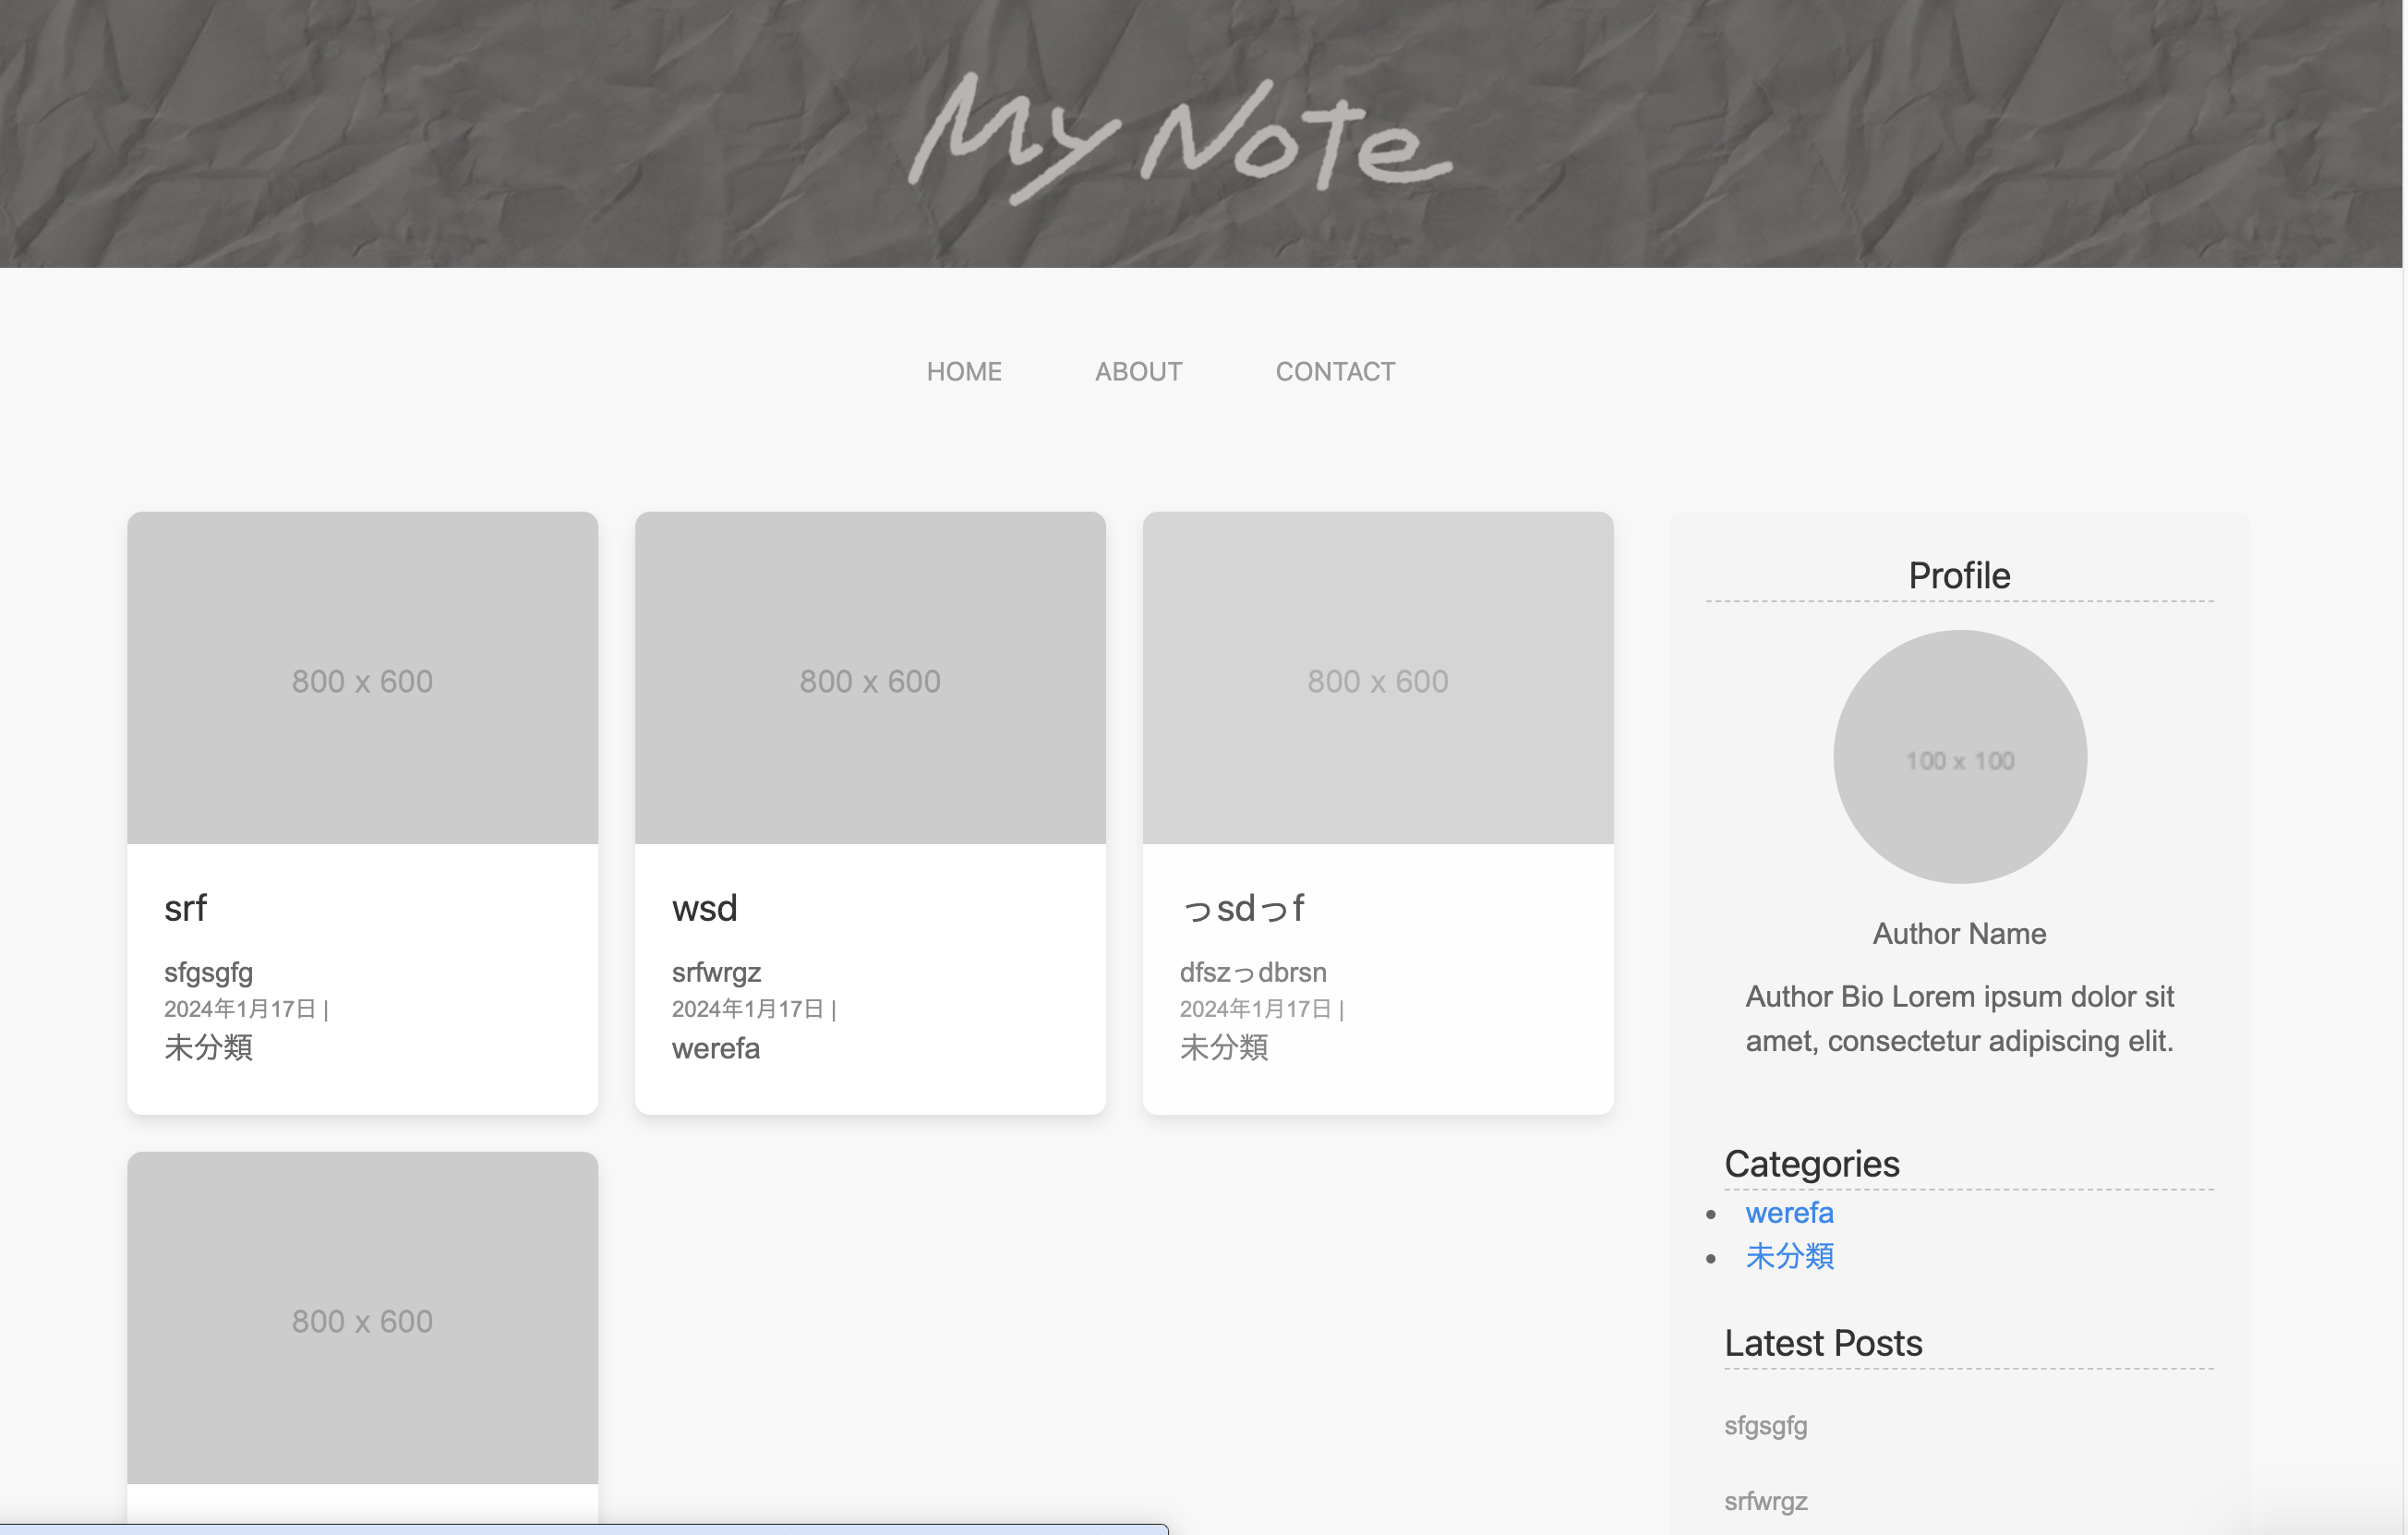 My Note
HOME ABOUT CONTACT
800 x 600
srf
sfgsgfg
2024年1月17日 |
未分類
800 x 600
wsd
srfwrgz
2024年1月17日 |
werefa
800 x 600
っsdっf
dfszっdbrsn
2024年1月17日 |
未分類
800 x 600
Profile
100 x 100
Author Name
Author Bio Lorem ipsum dolor sit
amet, consectetur adipiscing elit.
Categories
werefa
未分類
Latest Posts
sfgsgfg
srfwrgz